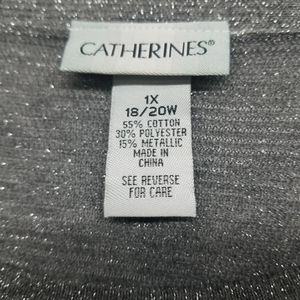 CATHERINES®
1X
18/20W
55% COTTON
30% POLYESTER
15% METALLIC
MADE IN
CHINA
SEE REVERSE
FOR CARE